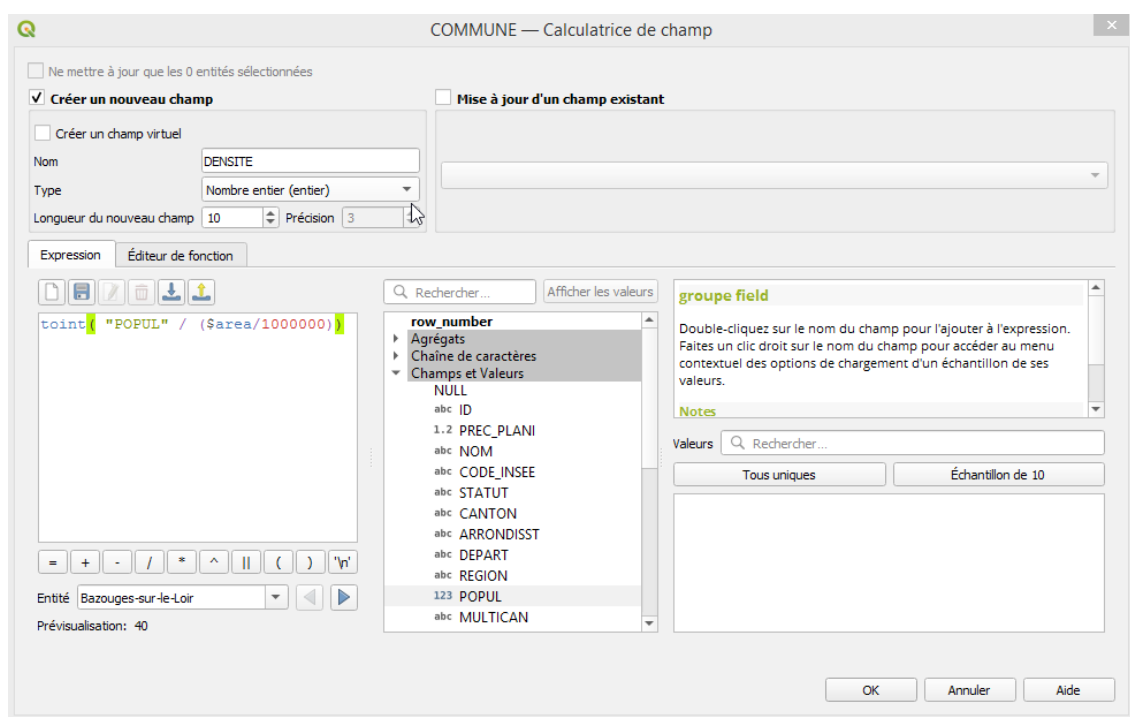 COMMUNE — Calculatrice de champ
Ne mettre à jour que les 0 entités sélectionnées
Créer un nouveau champ
Mise à jour d'un champ existant
Créer un champ virtuel
Nom DENSITE
Type Nombre entier (entier)
Longueur du nouveau champ 10 Précision 3
Expression Éditeur de fonction
toint( "POPUL" / ($area/1000000))
= + - / * ^ || ( ) '\n'
Entité Bazouges-sur-le-Loir
Prévisualisation: 40
Rechercher... Afficher les valeurs
row_number
Agrégats
Chaîne de caractères
Champs et Valeurs
NULL
abc ID
1.2 PREC_PLANI
abc NOM
abc CODE_INSEE
abc STATUT
abc CANTON
abc ARRONDISST
abc DEPART
abc REGION
123 POPUL
abc MULTICAN
groupe field
Double-cliquez sur le nom du champ pour l'ajouter à l'expression.
Faites un clic droit sur le nom du champ pour accéder au menu
contextuel des options de chargement d'un échantillon de ses
valeurs.
Notes
Valeurs Rechercher...
Tous uniques Échantillon de 10
OK Annuler Aide